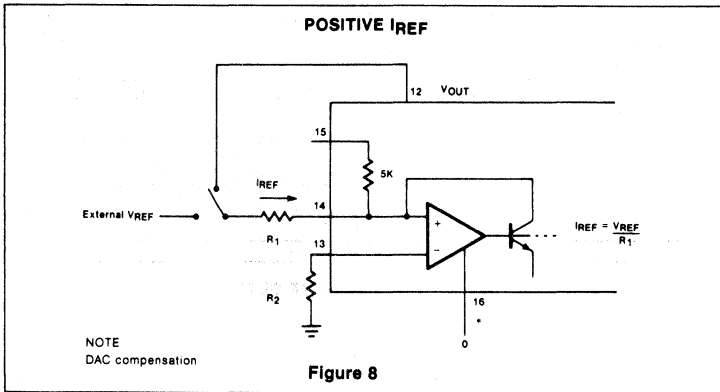 POSITIVE IREF
12 VOUT
15
5K
IREF
External VREF
14
+
R1
IREF = VREF
R1
13
−
R2
16
*
0
NOTE
DAC compensation
Figure 8